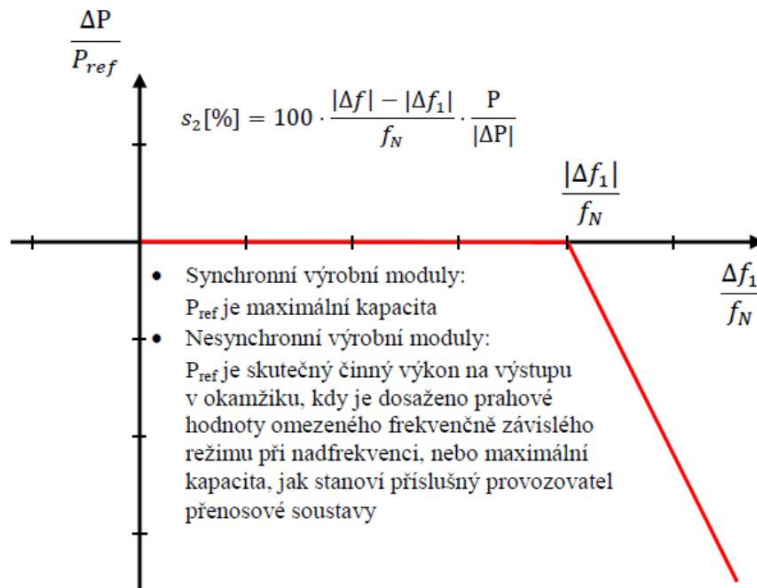 ΔP
P_ref
s₂[%] = 100 · (|Δf| − |Δf₁|)/f_N · P/|ΔP|
|Δf₁|
f_N
Δf₁
f_N
• Synchronní výrobní moduly:
P_ref je maximální kapacita
• Nesynchronní výrobní moduly:
P_ref je skutečný činný výkon na výstupu
v okamžiku, kdy je dosaženo prahové
hodnoty omezeného frekvenčně závislého
režimu při nadfrekvenci, nebo maximální
kapacita, jak stanoví příslušný provozovatel
přenosové soustavy